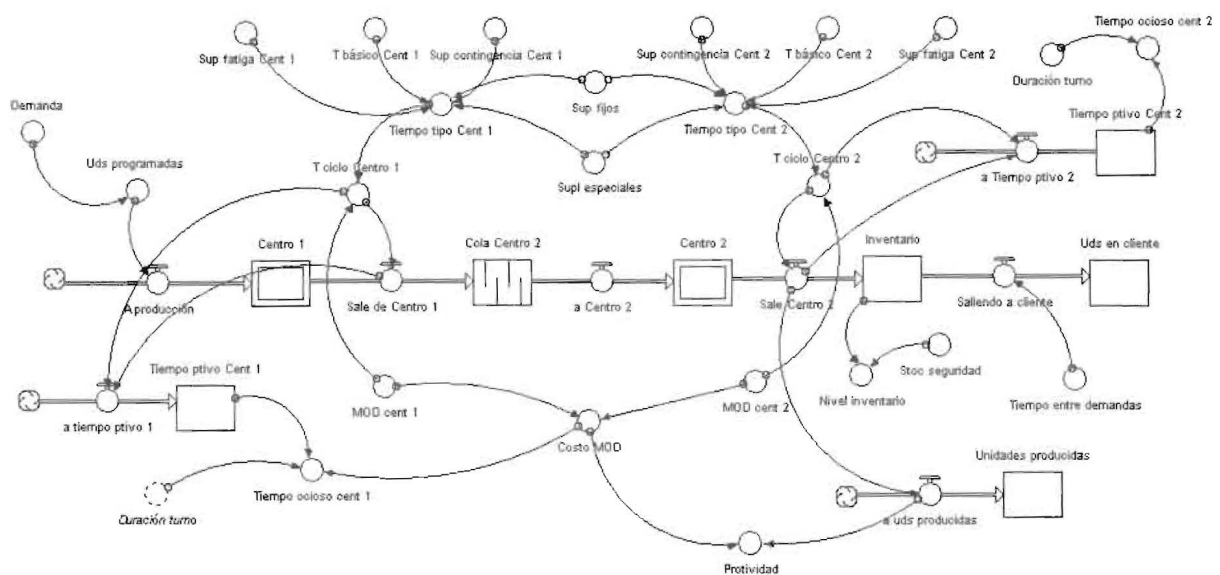 Tiempo ocioso cent 2
Sup fatiga Cent 1
T básico Cent 1
Sup contingencia Cent 1
Sup contingencia Cent 2
T básico Cent 2
Sup fatiga Cent 2
Duración turno
Demanda
Sup fijos
Tiempo ptivo Cent 2
Tiempo tipo Cent 1
Tiempo tipo Cent 2
Uds programadas
T ciclo Centro 1
Supl especiales
T ciclo Centro 2
a Tiempo ptivo 2
Centro 1
Cola Centro 2
Centro 2
Inventario
Uds en cliente
A producción
Sale de Centro 1
a Centro 2
Sale Centro 2
Saliendo a cliente
Tiempo ptivo Cent 1
Stoc seguridad
MOD cent 1
MOD cent 2
Nivel inventario
Tiempo entre demandas
a tiempo ptivo 1
Costo MOD
Unidades producidas
Tiempo ocioso cent 1
Duración turno
a uds producidas
Protividad